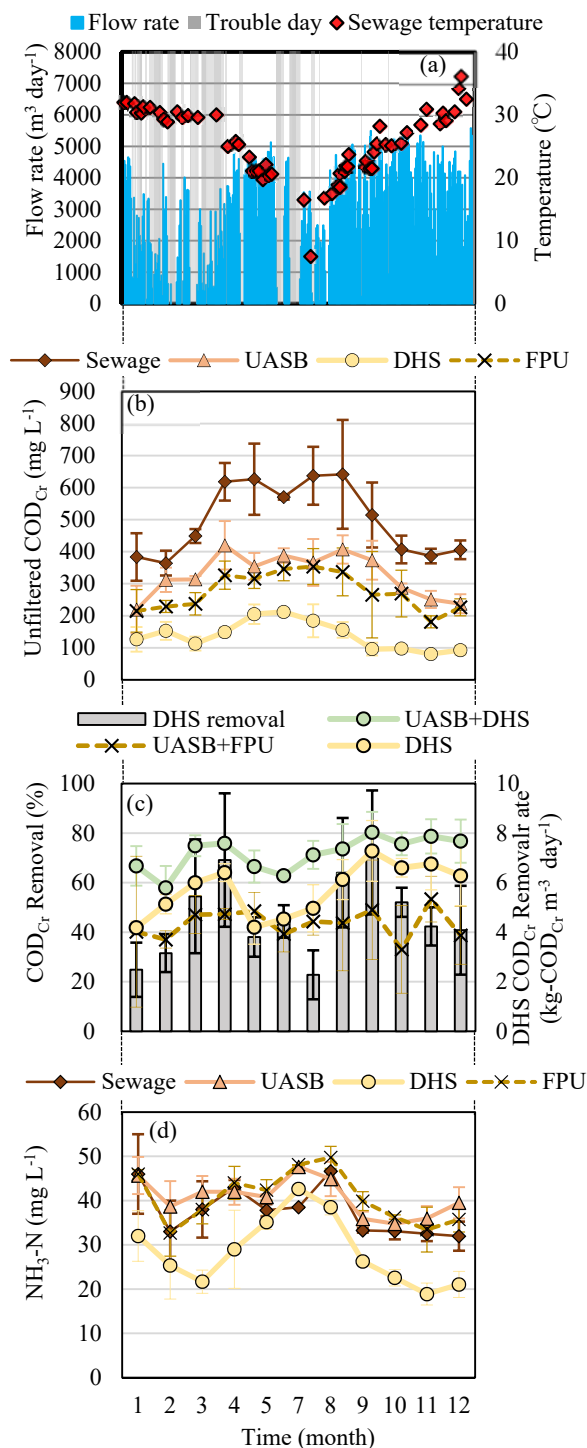 Flow rate Trouble day Sewage temperature
(a)
Flow rate (m³ day⁻¹)
8000
7000
6000
5000
4000
3000
2000
1000
0
40
30
20
10
0
Temperature (℃)
Sewage UASB DHS FPU
(b)
Unfiltered COD_Cr (mg L⁻¹)
900
800
700
600
500
400
300
200
100
0
DHS removal UASB+DHS
UASB+FPU DHS
(c)
COD_Cr Removal (%)
100
80
60
40
20
0
10
8
6
4
2
0
DHS COD_Cr Removalr ate
(kg-COD_Cr m⁻³ day⁻¹)
Sewage UASB DHS FPU
(d)
NH₃-N (mg L⁻¹)
60
50
40
30
20
10
0
1 2 3 4 5 6 7 8 9 10 11 12
Time (month)